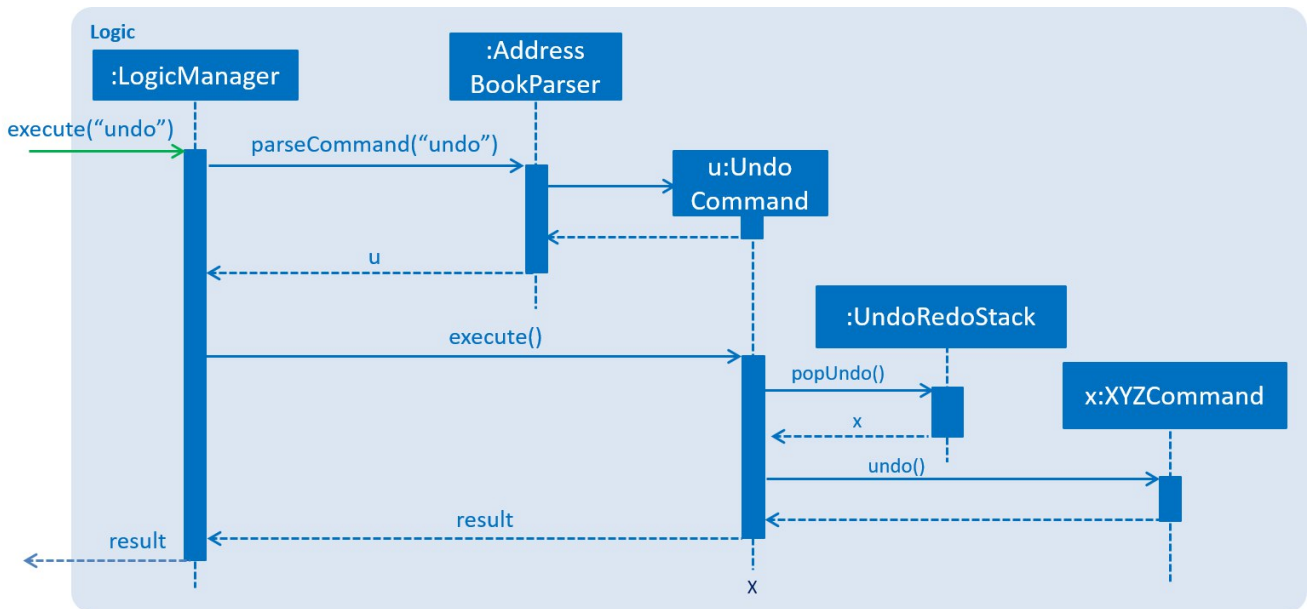 Logic
:LogicManager
:Address
BookParser
execute(“undo”)
parseCommand(“undo”)
u:Undo
Command
u
:UndoRedoStack
execute()
popUndo()
x:XYZCommand
x
undo()
result
result
X